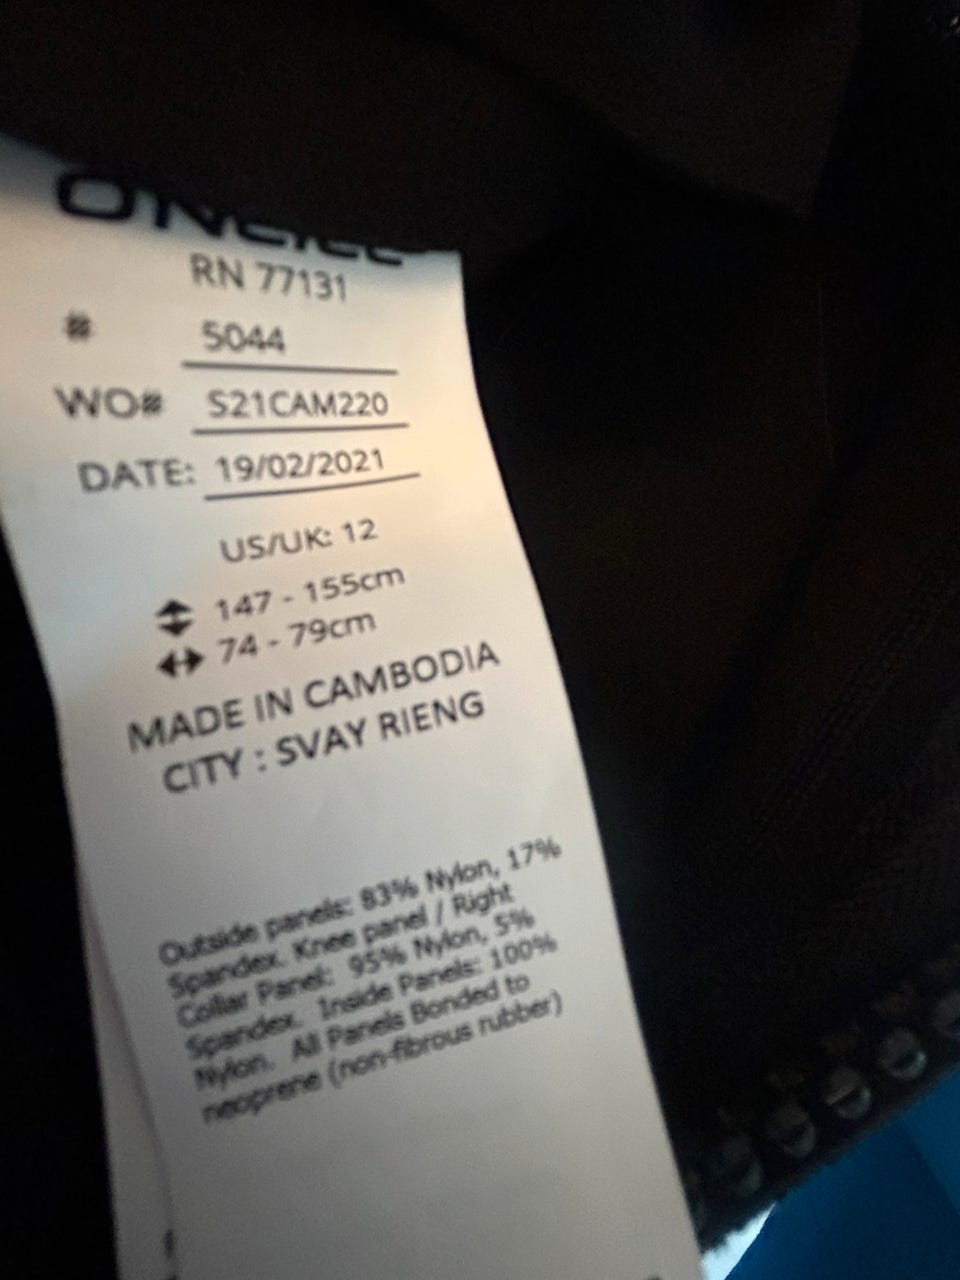 O'NEILL
RN 77131
# 5044
WO# S21CAM220
DATE: 19/02/2021
US/UK: 12
147 - 155cm
74 - 79cm
MADE IN CAMBODIA
CITY : SVAY RIENG
Outside panels: 83% Nylon, 17%
Spandex. Knee panel / Right
Collar Panel: 95% Nylon, 5%
Spandex. Inside Panels: 100%
Nylon. All Panels Bonded to
neoprene (non-fibrous rubber)